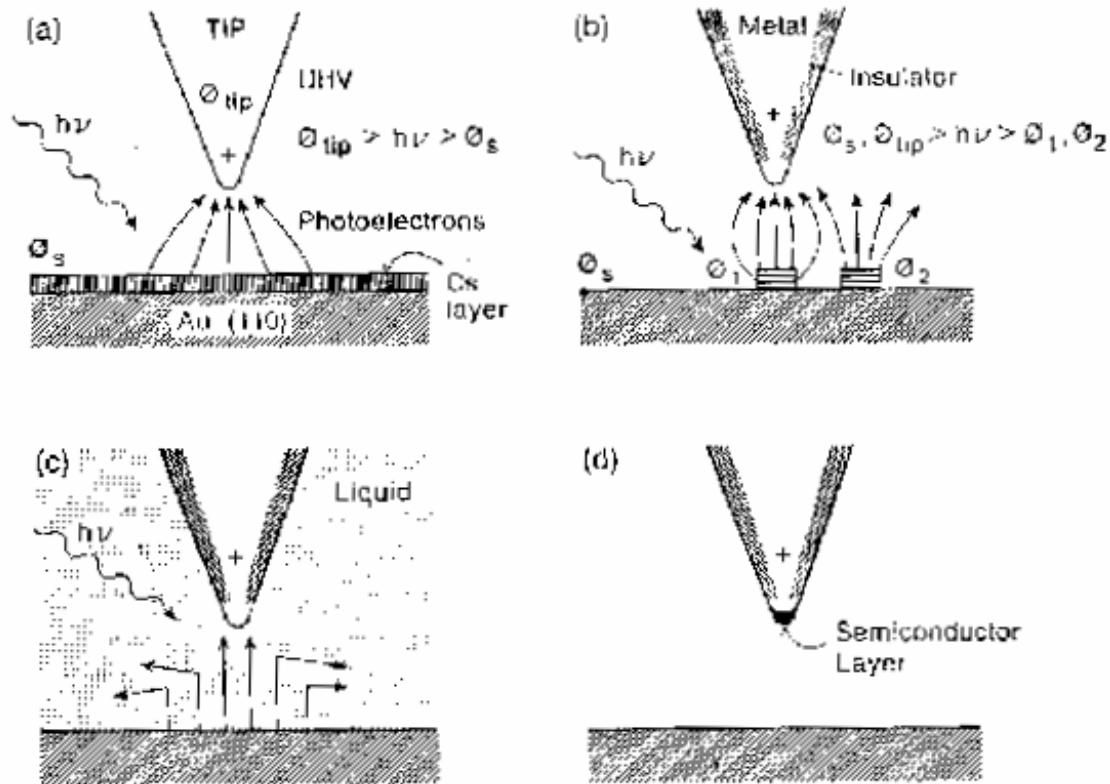 (a)
TIP
Ø tip
UHV
hν
Ø tip > hν > Ø s
+
Photoelectrons
Ø s
Cs
layer
Au (110)
(b)
Metal
Insulator
+
hν
Ø s, Ø tip > hν > Ø 1, Ø 2
Ø s
Ø 1
Ø 2
(c)
Liquid
hν
+
(d)
+
Semiconductor
Layer